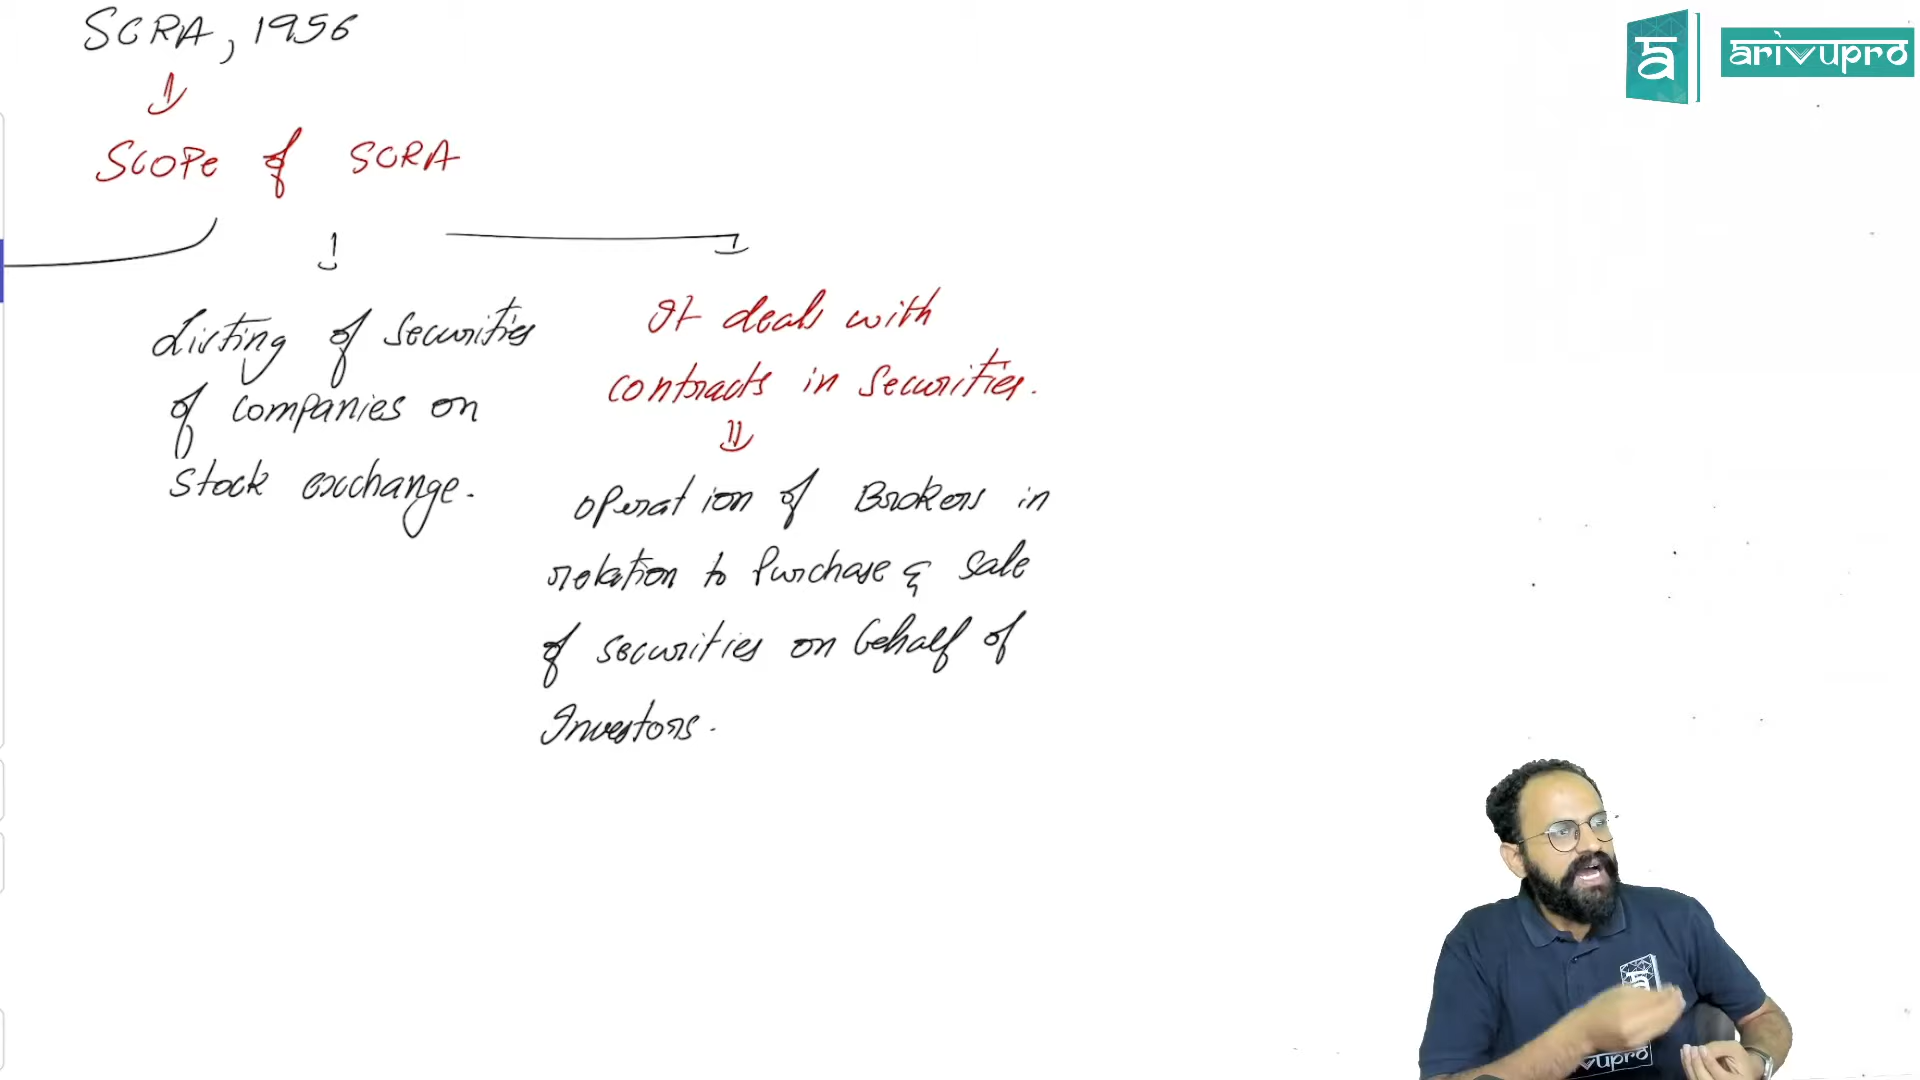 SCRA, 1956
Scope of SCRA
Listing of securities
of companies on
stock exchange.
It deals with
contracts in securities.
operation of Brokers in
relation to Purchase & sale
of securities on behalf of
Investors.
ā
arivupro
ā
vupro